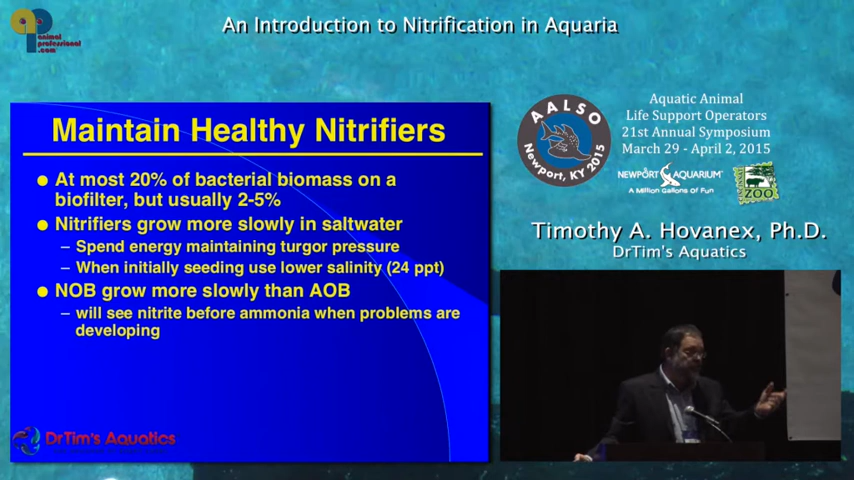 ap
animal
professional
.com
An Introduction to Nitrification in Aquaria
Maintain Healthy Nitrifiers
At most 20% of bacterial biomass on a
biofilter, but usually 2-5%
Nitrifiers grow more slowly in saltwater
– Spend energy maintaining turgor pressure
– When initially seeding use lower salinity (24 ppt)
NOB grow more slowly than AOB
– will see nitrite before ammonia when problems are
developing
DrTim's Aquatics
AALSO
Newport, KY 2015
Aquatic Animal
Life Support Operators
21st Annual Symposium
March 29 - April 2, 2015
NEWPORT AQUARIUM
A Million Gallons of Fun
ZOO
Timothy A. Hovanex, Ph.D.
DrTim's Aquatics